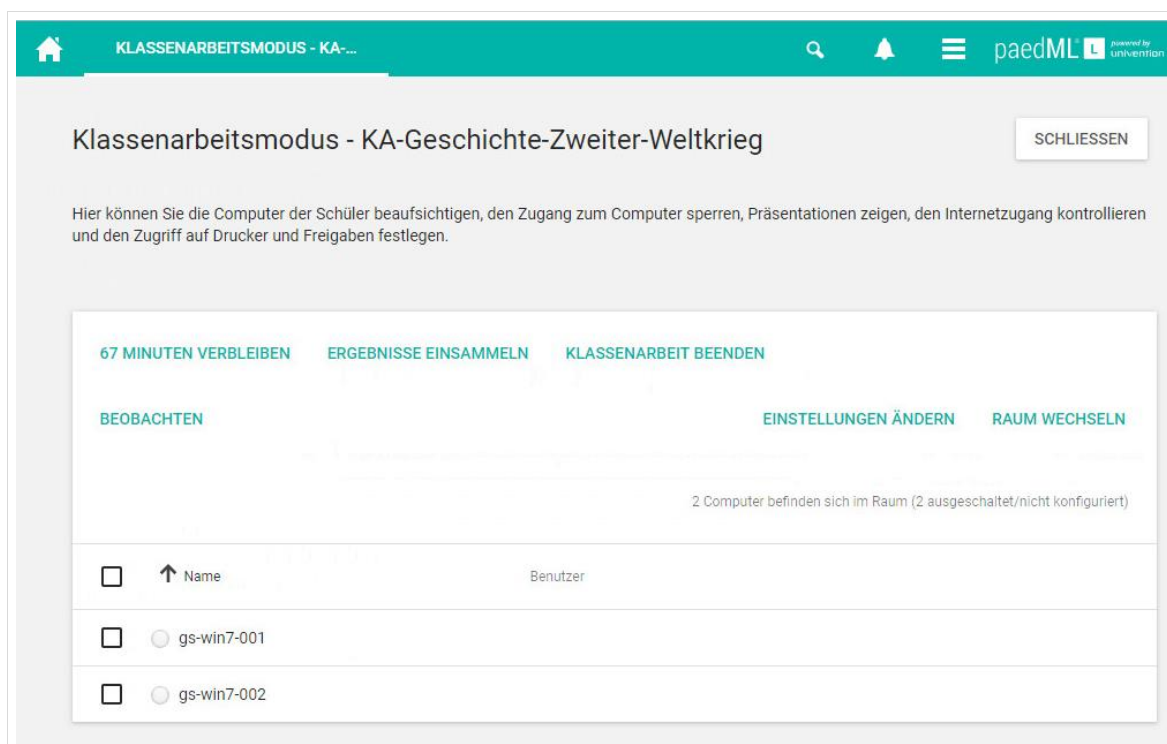 KLASSENARBEITSMODUS - KA-...
paedML® L powered by univention
Klassenarbeitsmodus - KA-Geschichte-Zweiter-Weltkrieg
SCHLIESSEN
Hier können Sie die Computer der Schüler beaufsichtigen, den Zugang zum Computer sperren, Präsentationen zeigen, den Internetzugang kontrollieren
und den Zugriff auf Drucker und Freigaben festlegen.
67 MINUTEN VERBLEIBEN ERGEBNISSE EINSAMMELN KLASSENARBEIT BEENDEN
BEOBACHTEN EINSTELLUNGEN ÄNDERN RAUM WECHSELN
2 Computer befinden sich im Raum (2 ausgeschaltet/nicht konfiguriert)
Name Benutzer
gs-win7-001
gs-win7-002